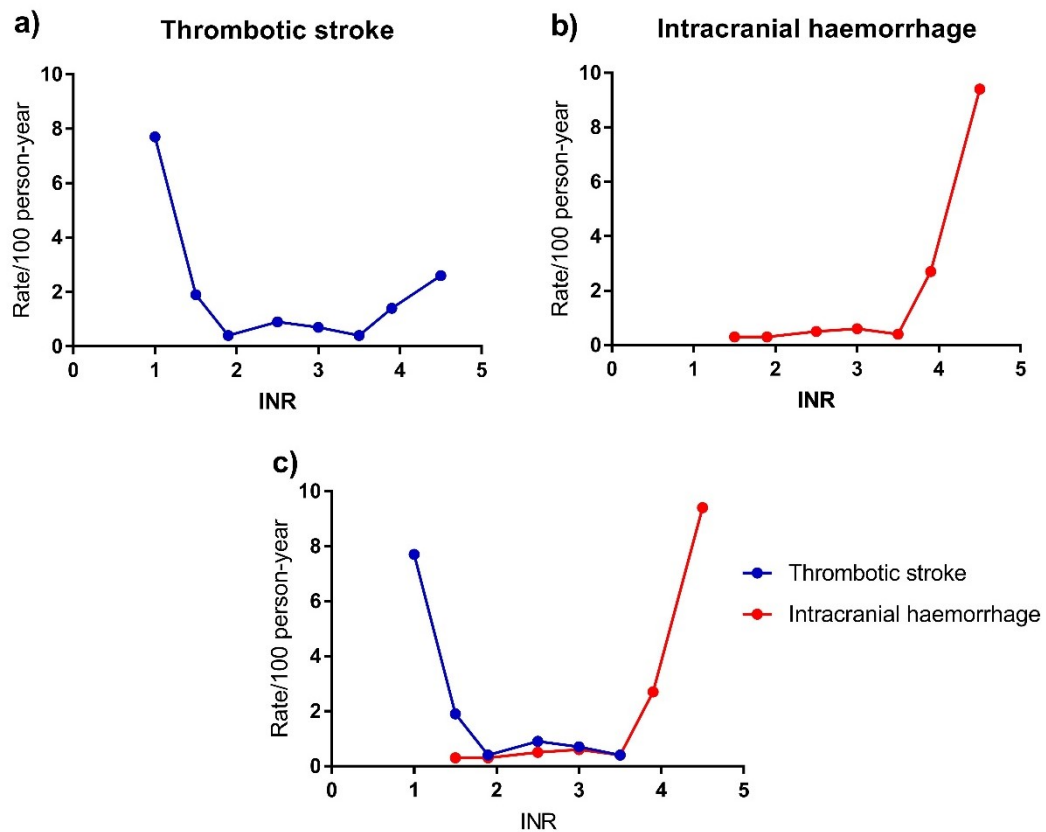 a)
Thrombotic stroke
Rate/100 person-year
10
8
6
4
2
0
0 1 2 3 4 5
INR
b)
Intracranial haemorrhage
Rate/100 person-year
10
8
6
4
2
0
0 1 2 3 4 5
INR
c)
Rate/100 person-year
10
8
6
4
2
0
0 1 2 3 4 5
INR
Thrombotic stroke
Intracranial haemorrhage